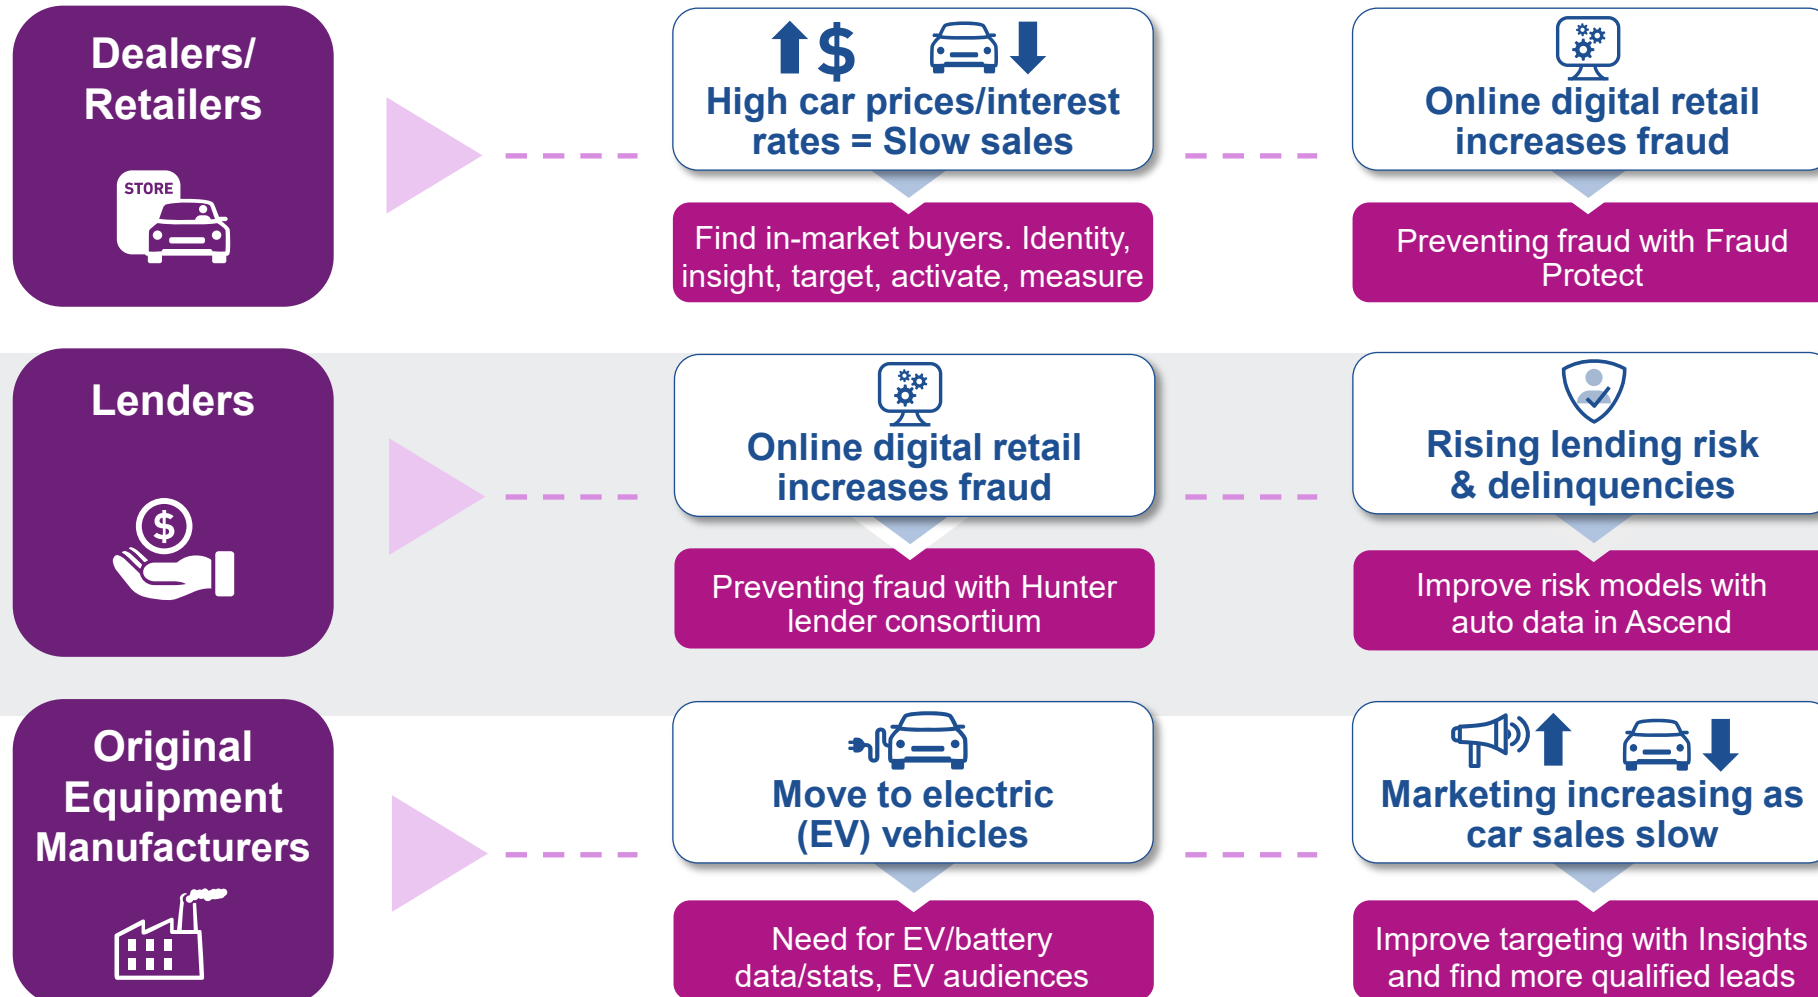 Dealers/
Retailers
STORE
$
High car prices/interest
rates = Slow sales
Find in-market buyers. Identity,
insight, target, activate, measure
Online digital retail
increases fraud
Preventing fraud with Fraud
Protect
Lenders
$
Online digital retail
increases fraud
Preventing fraud with Hunter
lender consortium
Rising lending risk
& delinquencies
Improve risk models with
auto data in Ascend
Original
Equipment
Manufacturers
Move to electric
(EV) vehicles
Need for EV/battery
data/stats, EV audiences
Marketing increasing as
car sales slow
Improve targeting with Insights
and find more qualified leads